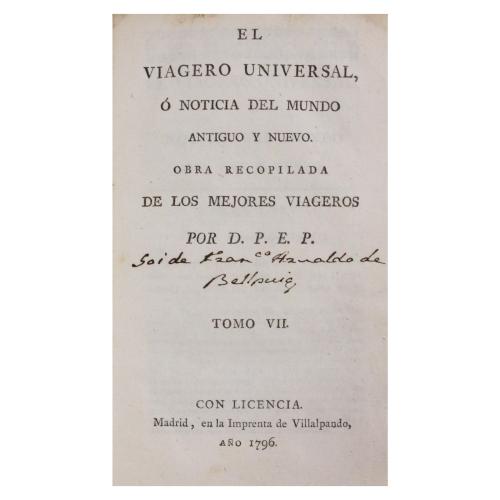 EL
VIAGERO UNIVERSAL,
Ó NOTICIA DEL MUNDO
ANTIGUO Y NUEVO.
OBRA RECOPILADA
DE LOS MEJORES VIAGEROS
POR D. P. E. P.
Soi de Franco Arnaldo de
Bellpuig
TOMO VII.
CON LICENCIA.
Madrid, en la Imprenta de Villalpando,
AÑO 1796.